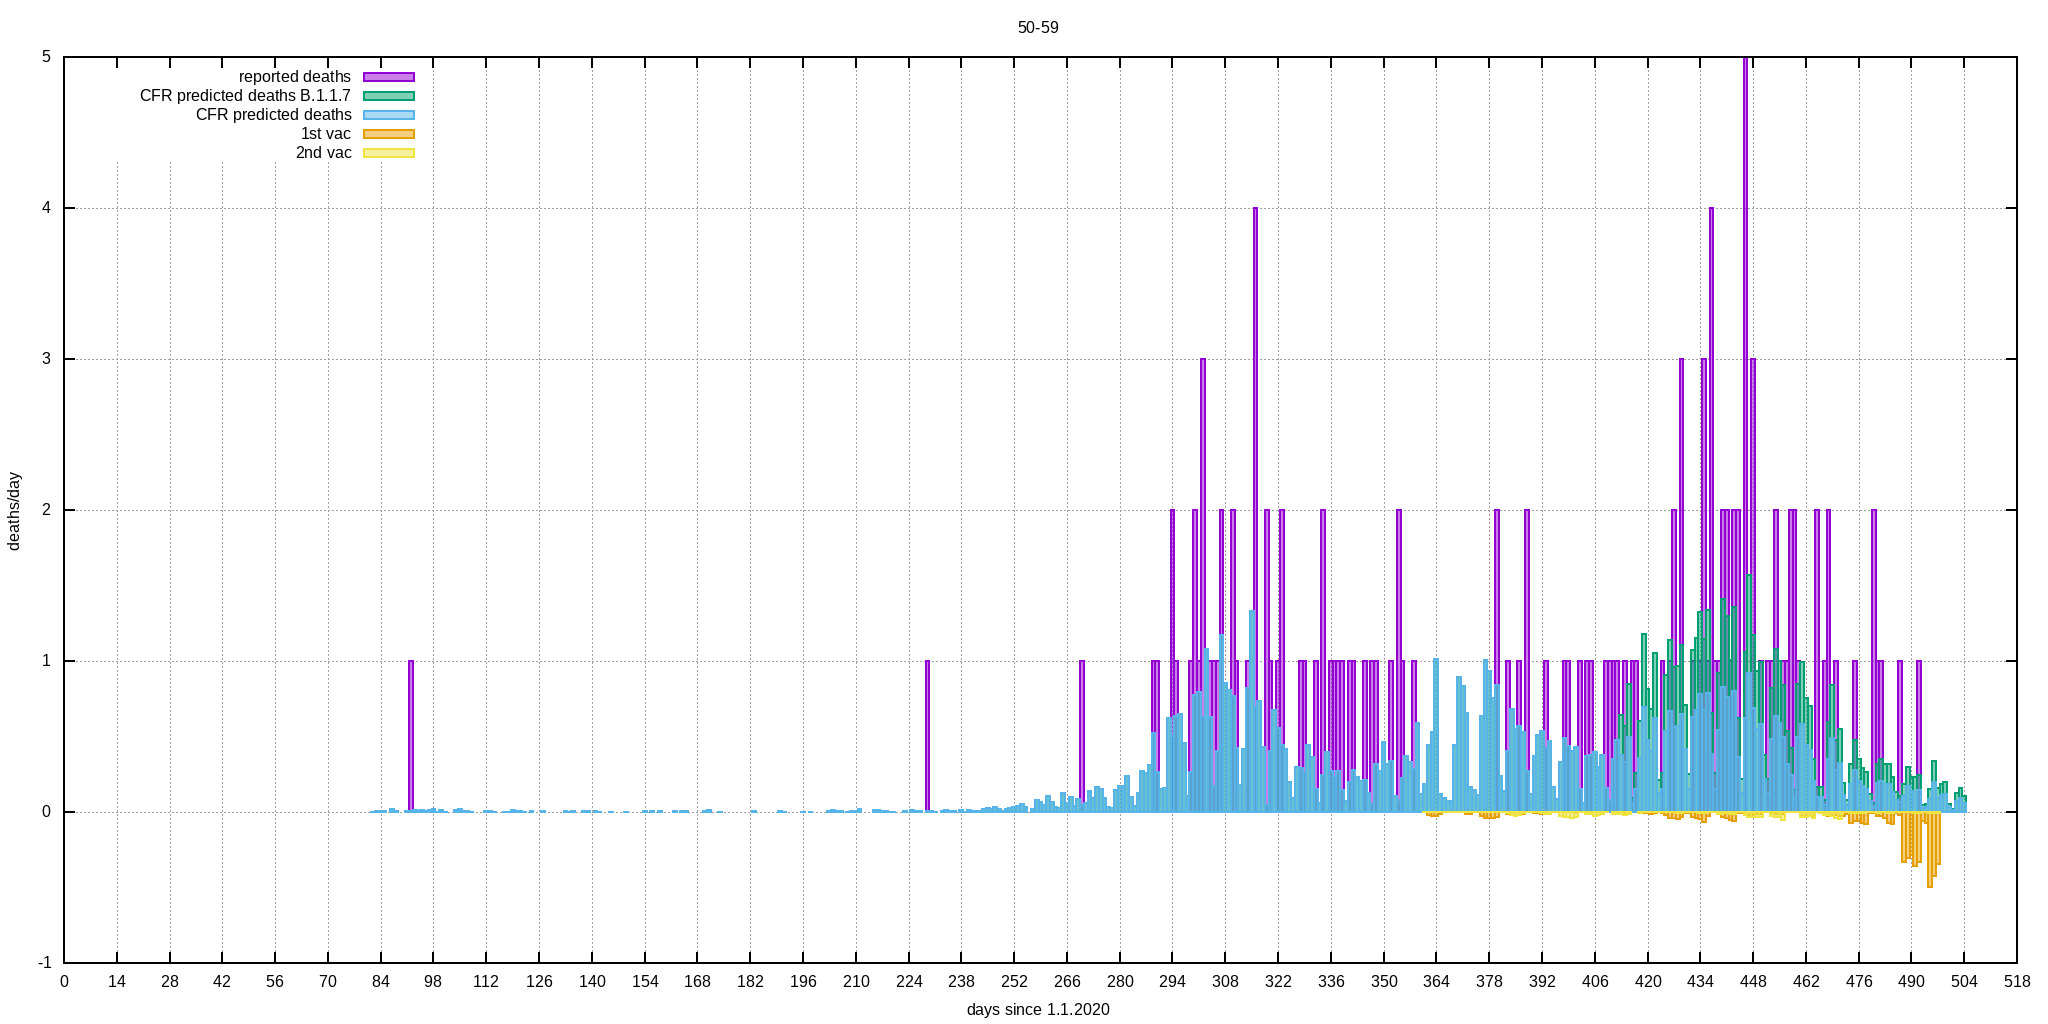 50-59
reported deaths
CFR predicted deaths B.1.1.7
CFR predicted deaths
1st vac
2nd vac
deaths/day
5
4
3
2
1
0
-1
0 14 28 42 56 70 84 98 112 126 140 154 168 182 196 210 224 238 252 266 280 294 308 322 336 350 364 378 392 406 420 434 448 462 476 490 504 518
days since 1.1.2020